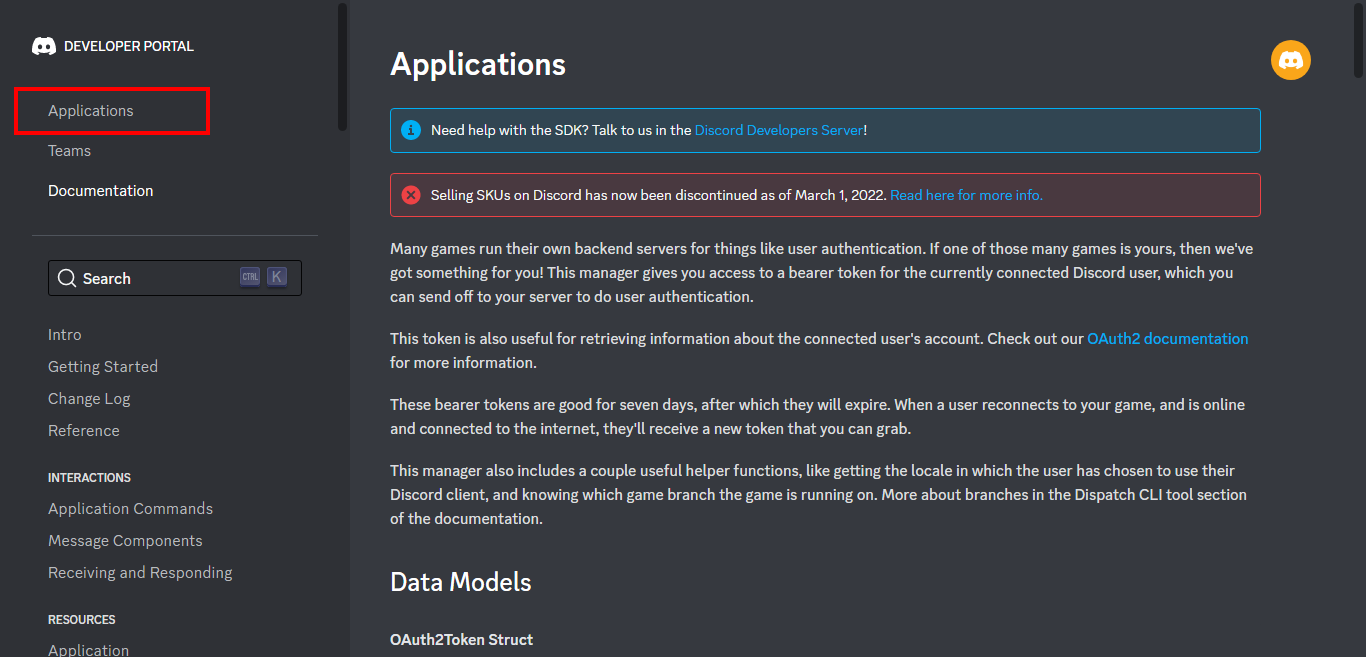 DEVELOPER PORTAL
Applications
Teams
Documentation
Search
CTRL K
Intro
Getting Started
Change Log
Reference
INTERACTIONS
Application Commands
Message Components
Receiving and Responding
RESOURCES
Application
Applications
Need help with the SDK? Talk to us in the Discord Developers Server!
Selling SKUs on Discord has now been discontinued as of March 1, 2022. Read here for more info.
Many games run their own backend servers for things like user authentication. If one of those many games is yours, then we've
got something for you! This manager gives you access to a bearer token for the currently connected Discord user, which you
can send off to your server to do user authentication.
This token is also useful for retrieving information about the connected user's account. Check out our OAuth2 documentation
for more information.
These bearer tokens are good for seven days, after which they will expire. When a user reconnects to your game, and is online
and connected to the internet, they'll receive a new token that you can grab.
This manager also includes a couple useful helper functions, like getting the locale in which the user has chosen to use their
Discord client, and knowing which game branch the game is running on. More about branches in the Dispatch CLI tool section
of the documentation.
Data Models
OAuth2Token Struct